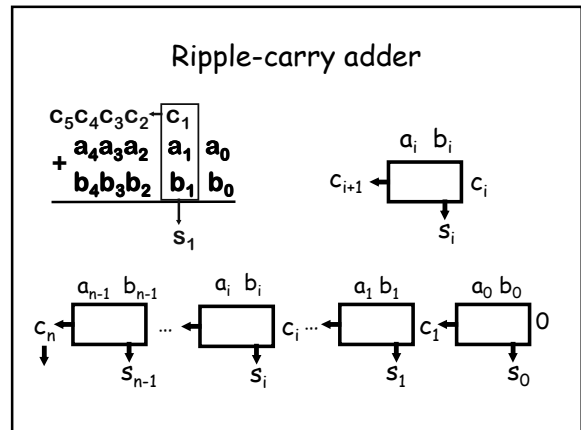 Ripple-carry adder
c₅c₄c₃c₂ c₁
+ a₄a₃a₂ a₁ a₀
b₄b₃b₂ b₁ b₀
s₁
aᵢ bᵢ
cᵢ₊₁ cᵢ
sᵢ
aₙ₋₁ bₙ₋₁ aᵢ bᵢ a₁ b₁ a₀ b₀
cₙ ... cᵢ ... c₁ 0
sₙ₋₁ sᵢ s₁ s₀